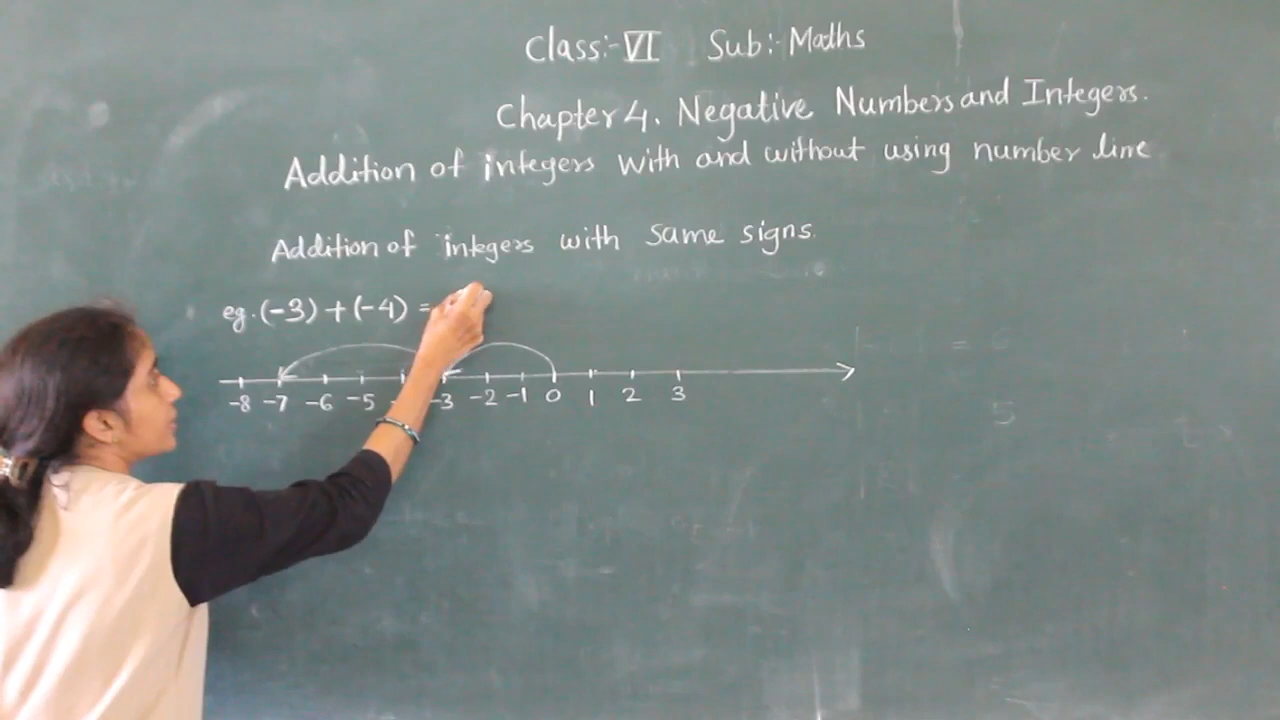 Class:- VI Sub:- Maths
Chapter 4. Negative Numbers and Integers.
Addition of integers with and without using number line
Addition of integers with same signs.
eg. (-3) + (-4) =
-8 -7 -6 -5 -3 -2 -1 0 1 2 3